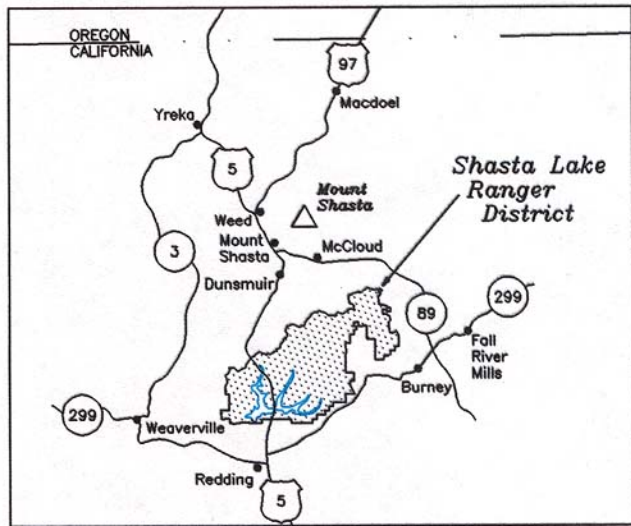 OREGON
CALIFORNIA
97
Macdoel
Yreka
5
Shasta Lake
Ranger
District
Mount
Shasta
Weed
Mount
Shasta
McCloud
3
Dunsmuir
299
89
Fall
River
Mills
Burney
299
Weaverville
Redding
5